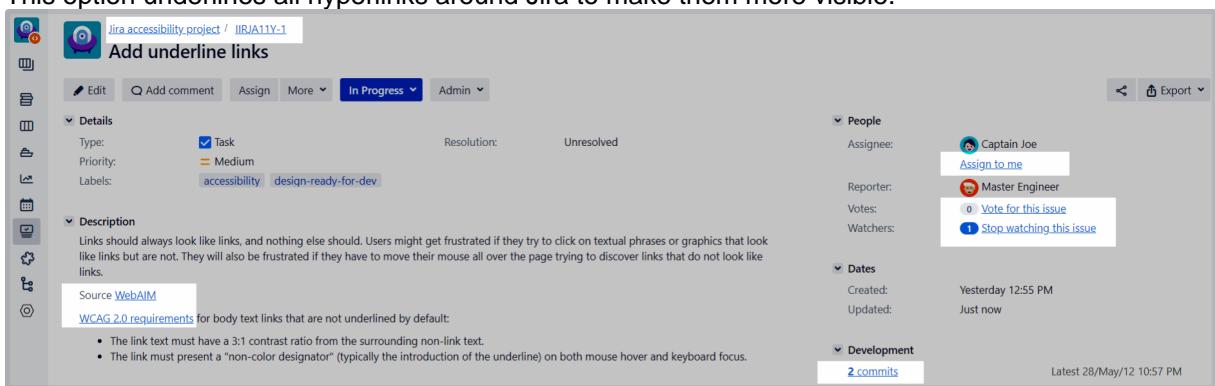 This option underlines all hyperlinks around Jira to make them more visible.
Jira accessibility project / IIRJA11Y-1
Add underline links
Edit Add comment Assign More In Progress Admin Export
Details
Type: Task Resolution: Unresolved
Priority: Medium
Labels: accessibility design-ready-for-dev
Description
Links should always look like links, and nothing else should. Users might get frustrated if they try to click on textual phrases or graphics that look
like links but are not. They will also be frustrated if they have to move their mouse all over the page trying to discover links that do not look like
links.
Source WebAIM
WCAG 2.0 requirements for body text links that are not underlined by default:
• The link text must have a 3:1 contrast ratio from the surrounding non-link text.
• The link must present a "non-color designator" (typically the introduction of the underline) on both mouse hover and keyboard focus.
People
Assignee: Captain Joe
Assign to me
Reporter: Master Engineer
Votes: 0 Vote for this issue
Watchers: 1 Stop watching this issue
Dates
Created: Yesterday 12:55 PM
Updated: Just now
Development
2 commits Latest 28/May/12 10:57 PM